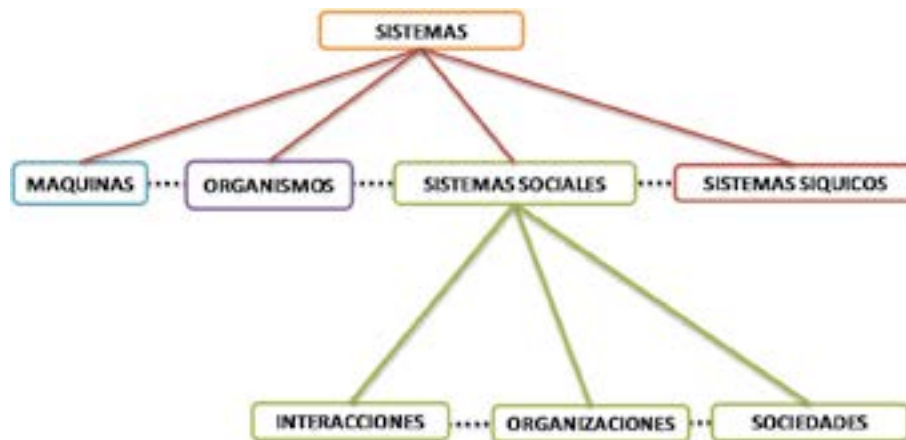 SISTEMAS
MAQUINAS
ORGANISMOS
SISTEMAS SOCIALES
SISTEMAS SIQUICOS
INTERACCIONES
ORGANIZACIONES
SOCIEDADES